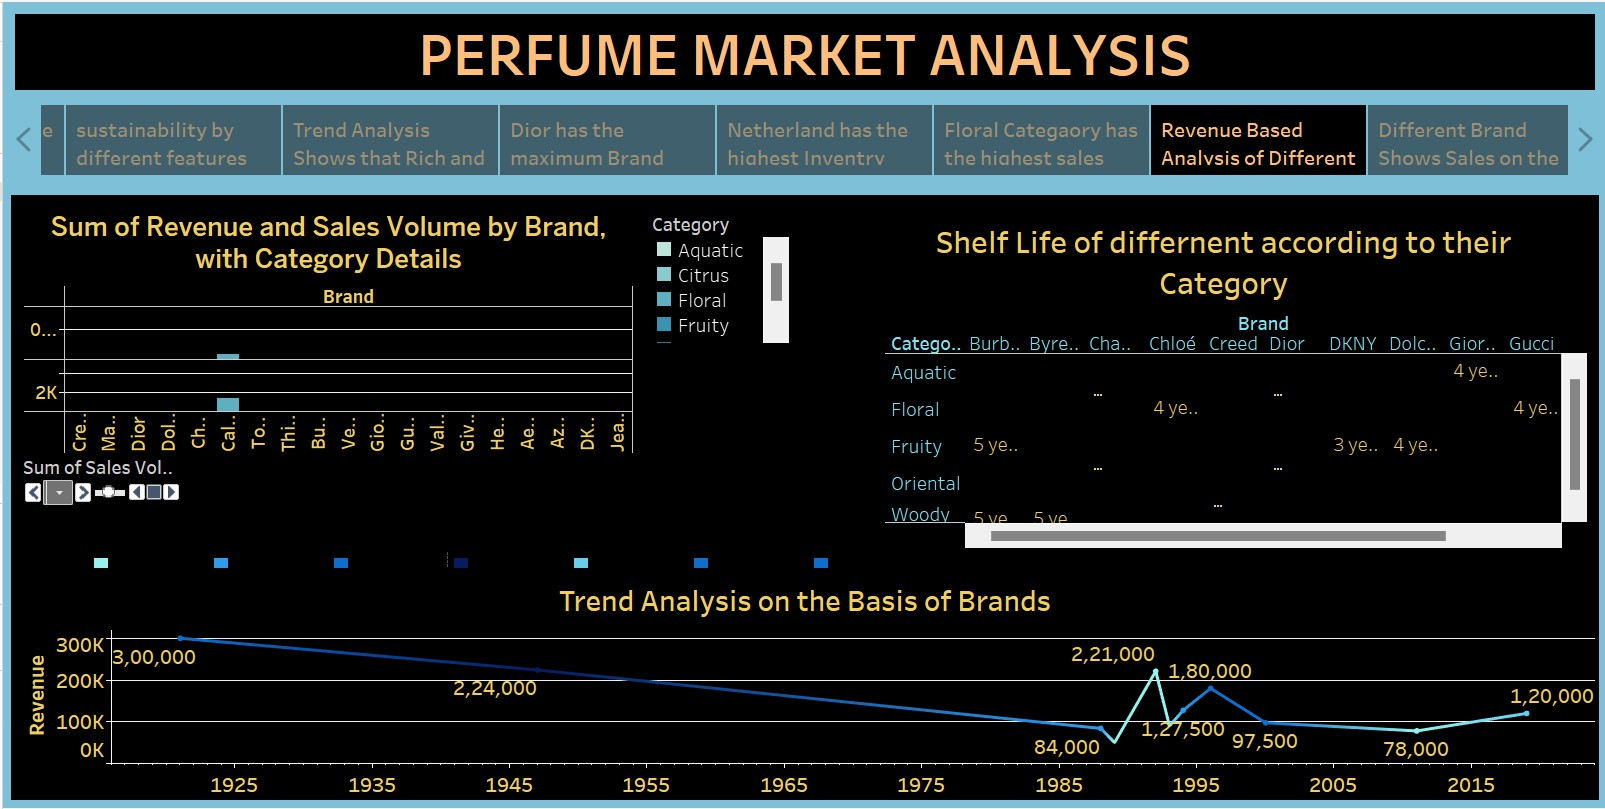 PERFUME MARKET ANALYSIS
e
sustainability by
different features
Trend Analysis
Shows that Rich and
Dior has the
maximum Brand
Netherland has the
highest Inventry
Floral Categaory has
the highest sales
Revenue Based
Analysis of Different
Different Brand
Shows Sales on the
Sum of Revenue and Sales Volume by Brand,
with Category Details
Brand
0...
2K
Cre.. Ma.. Dior Dol.. Ch.. Cal.. To.. Thi.. Bu.. Ve.. Gio.. Gu.. Val.. Giv.. He.. Ae.. Az.. DK.. Jea..
Sum of Sales Vol..
Category
Aquatic
Citrus
Floral
Fruity
Shelf Life of differnent according to their
Category
Brand
Catego.. Burb.. Byre.. Cha.. Chloé Creed Dior DKNY Dolc.. Gior.. Gucci
Aquatic 4 ye..
... ...
Floral 4 ye.. 4 ye..
Fruity 5 ye.. 3 ye.. 4 ye..
... ...
Oriental
...
Woody 5 ye 5 ye
Trend Analysis on the Basis of Brands
Revenue
300K
200K
100K
0K
3,00,000
2,24,000
84,000
2,21,000
1,27,500
1,80,000
97,500
78,000
1,20,000
1925 1935 1945 1955 1965 1975 1985 1995 2005 2015